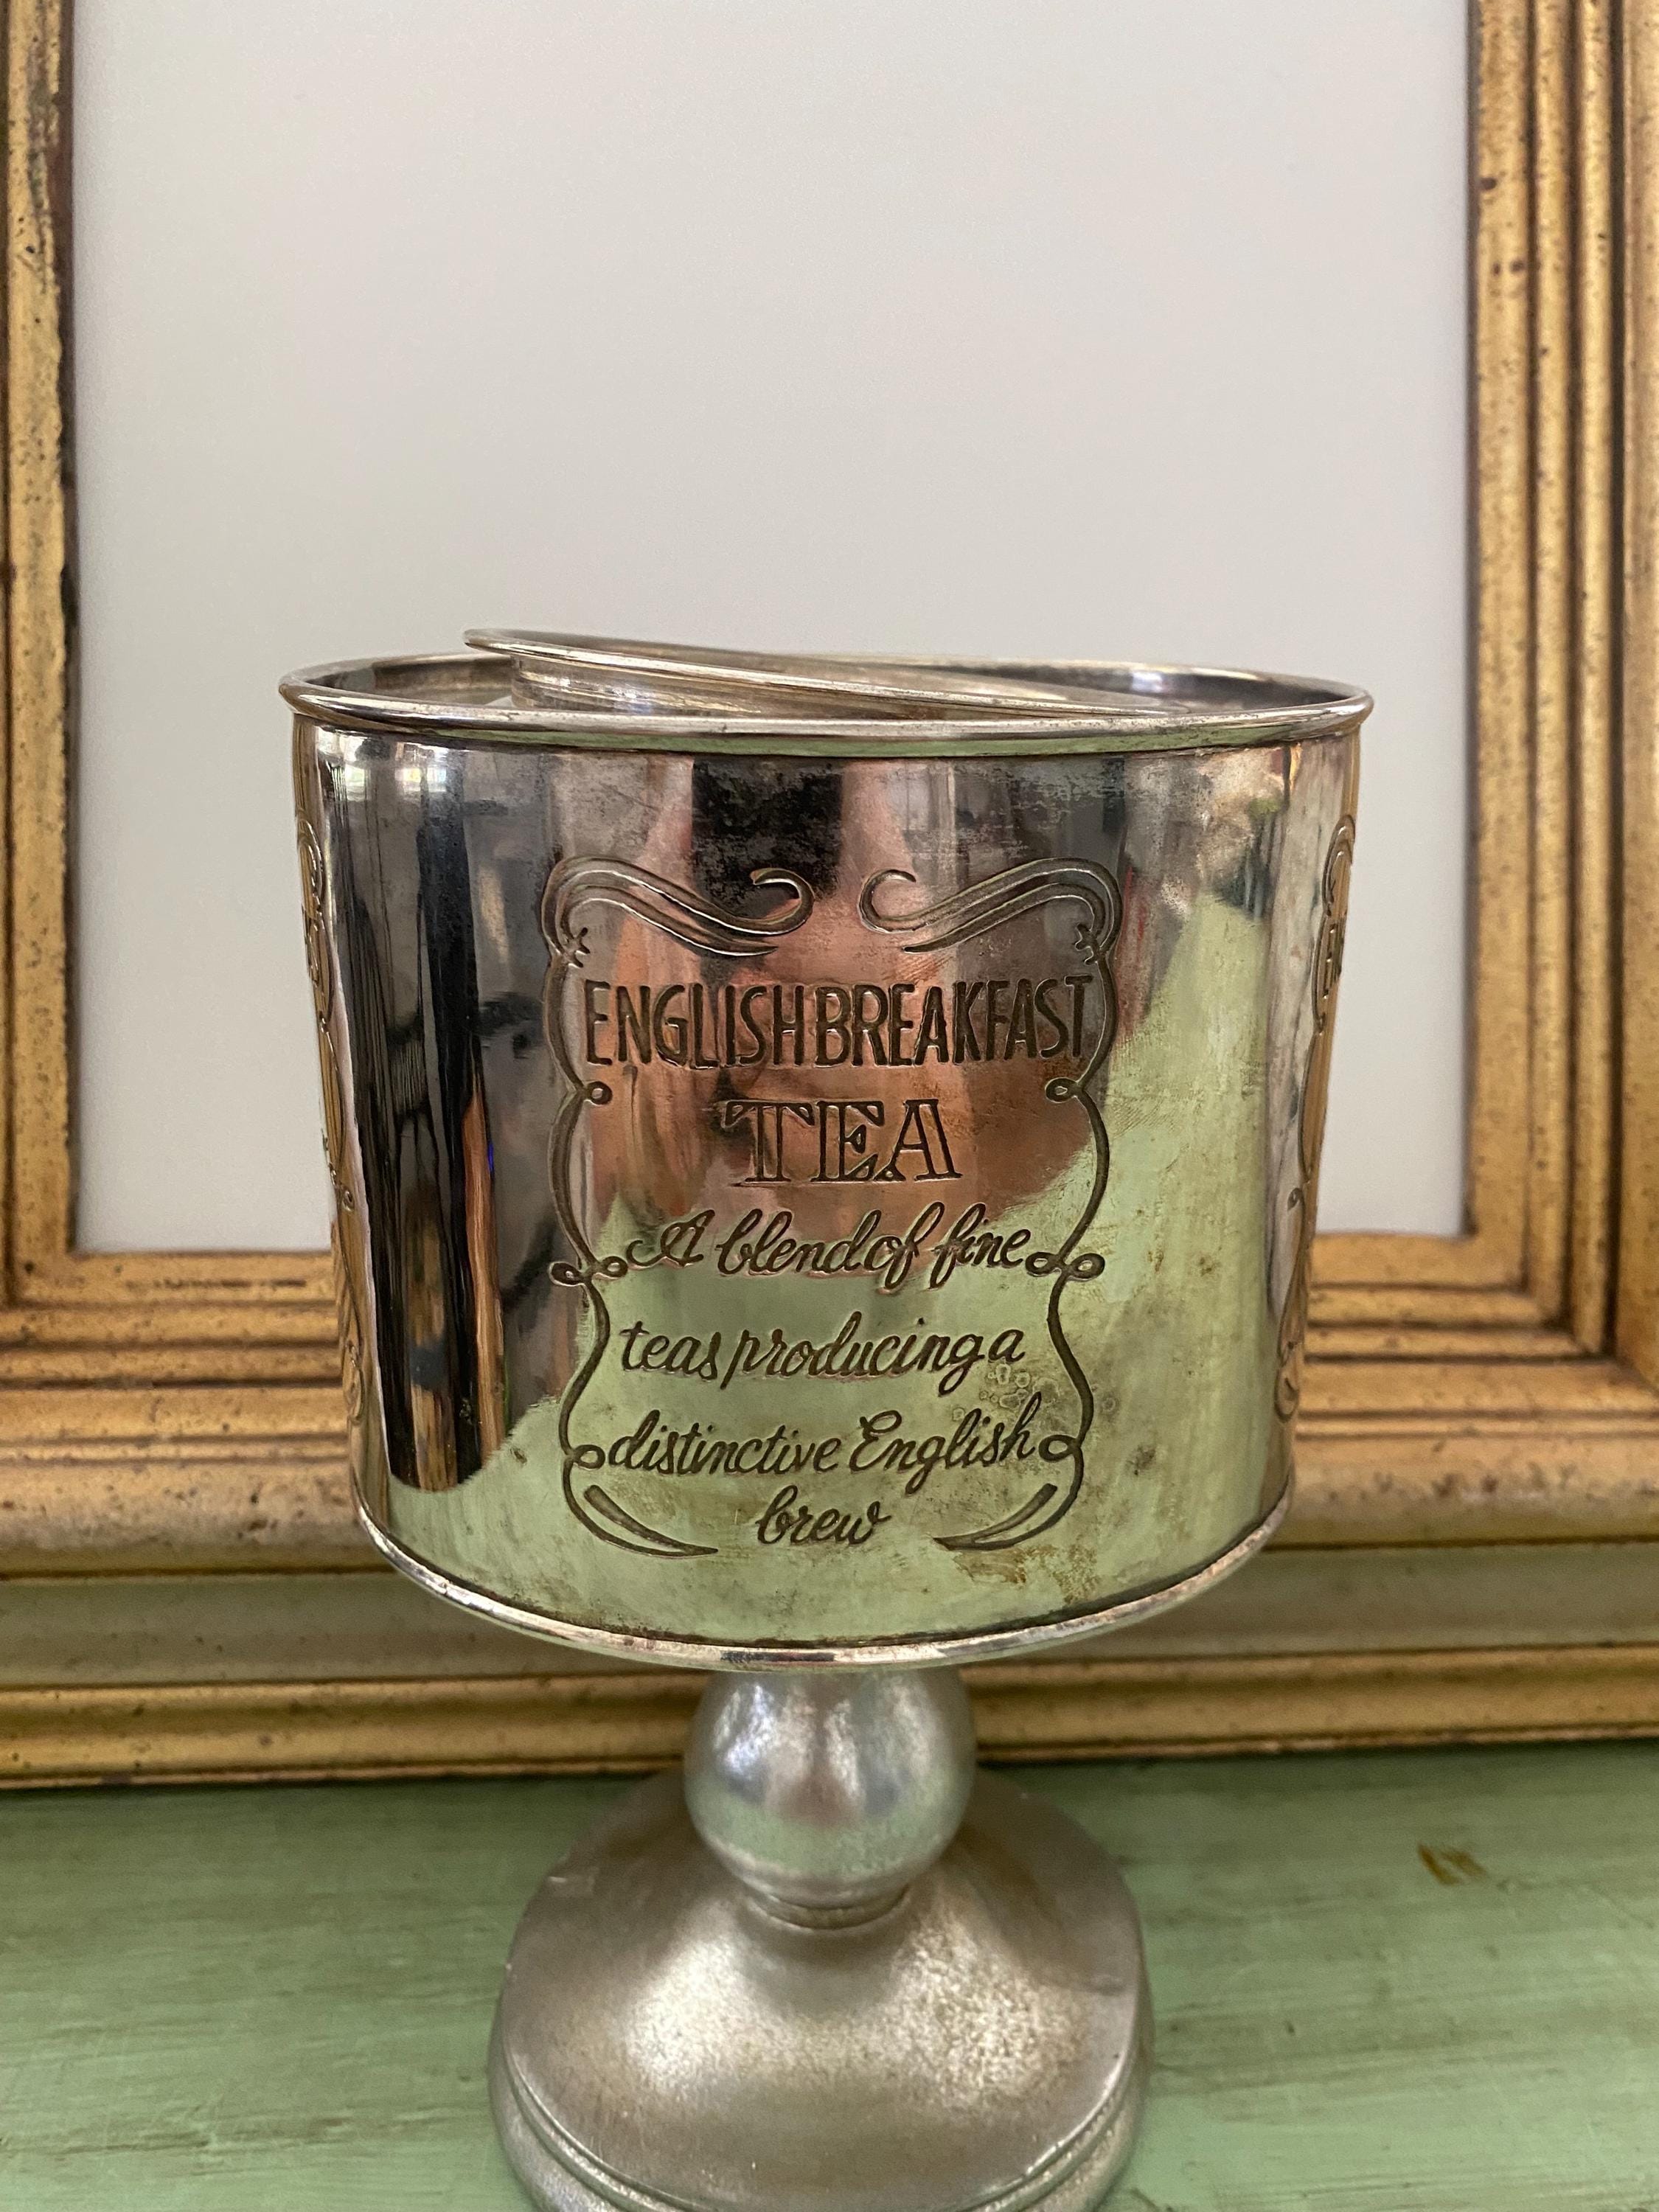 ENGLISH BREAKFAST
TEA
A blend of fine
teas producing a
distinctive English
brew